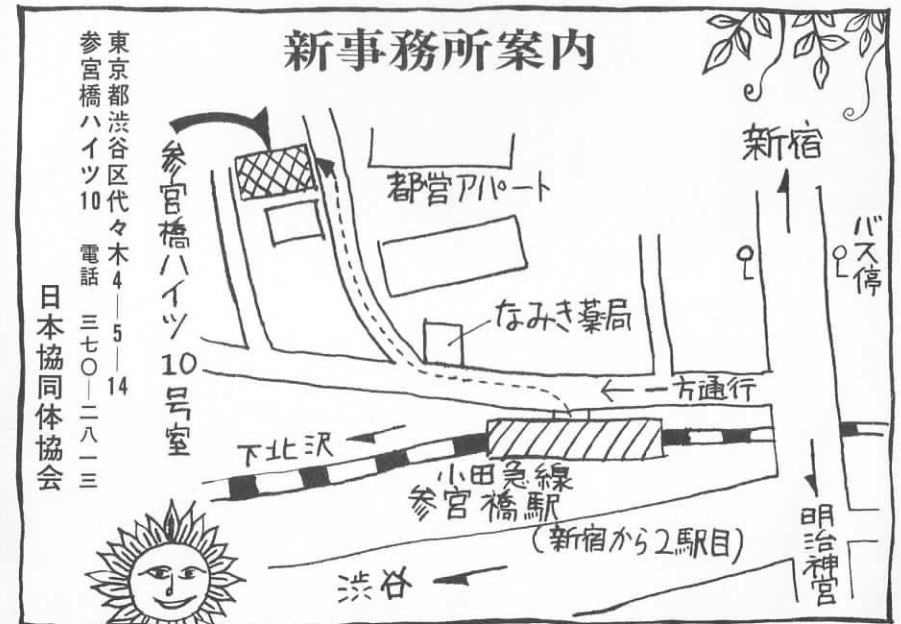 新事務所案内
東京都渋谷区代々木4―5―14
参宮橋ハイツ10　電話　三七〇―二八一三
日本協同体協会
参宮橋ハイツ10号室
都営アパート
新宿
バス停
なみき薬局
←一方通行
下北沢
小田急線
参宮橋駅
(新宿から2駅目)
明治神宮
渋谷